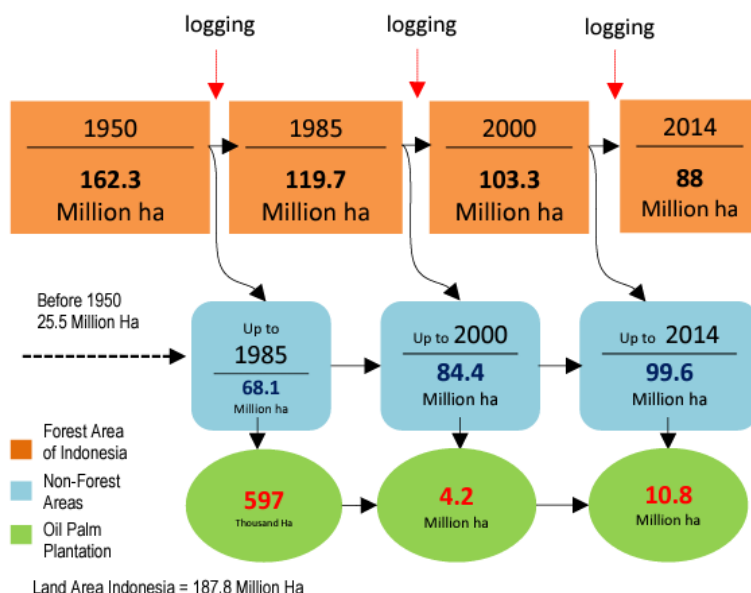 logging
logging
logging
1950
162.3
Million ha
1985
119.7
Million ha
2000
103.3
Million ha
2014
88
Million ha
Before 1950
25.5 Million Ha
Up to
1985
68.1
Million ha
Up to 2000
84.4
Million ha
Up to 2014
99.6
Million ha
Forest Area
of Indonesia
Non-Forest
Areas
Oil Palm
Plantation
597
Thousand Ha
4.2
Million ha
10.8
Million ha
Land Area Indonesia = 187.8 Million Ha